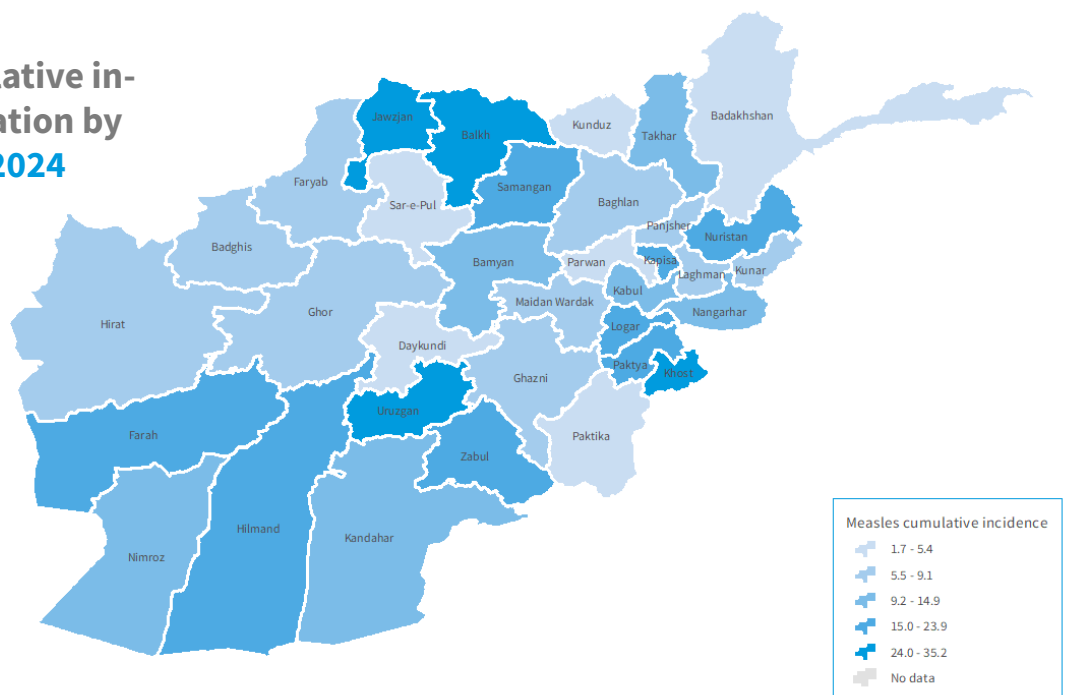 lative in-
ation by
2024
Jawzjan
Balkh
Kunduz
Takhar
Badakhshan
Faryab
Samangan
Sar-e-Pul
Baghlan
Badghis
Panjsher
Nuristan
Bamyan
Parwan
Kapisa
Laghman
Kunar
Kabul
Maidan Wardak
Hirat
Ghor
Nangarhar
Logar
Daykundi
Paktya
Khost
Ghazni
Uruzgan
Farah
Paktika
Zabul
Hilmand
Kandahar
Nimroz
Measles cumulative incidence
1.7 - 5.4
5.5 - 9.1
9.2 - 14.9
15.0 - 23.9
24.0 - 35.2
No data